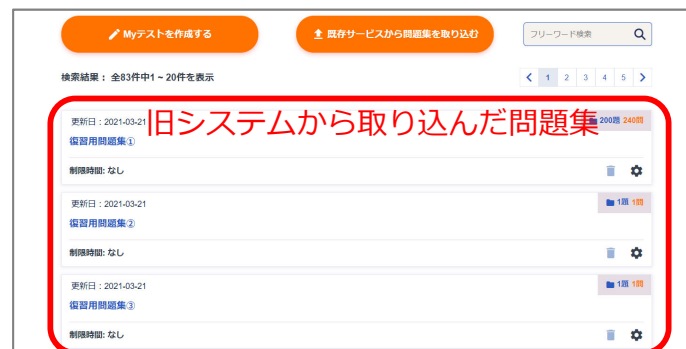 Myテストを作成する
既存サービスから問題集を取り込む
フリーワード検索
検索結果： 全83件中1 ~ 20件を表示
1 2 3 4 5
旧システムから取り込んだ問題集
更新日：2021-03-21
200題 240問
復習用問題集①
制限時間: なし
更新日：2021-03-21
1題 1問
復習用問題集②
制限時間: なし
更新日：2021-03-21
1題 1問
復習用問題集③
制限時間: なし